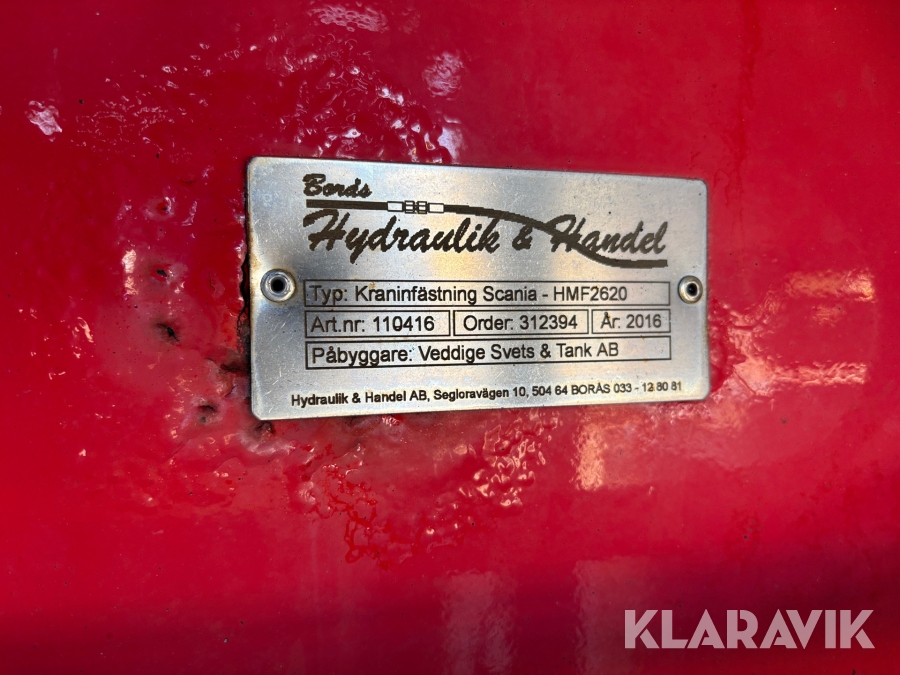 Borås
Hydraulik & Handel
Typ: Kraninfästning Scania - HMF2620
Art.nr: 110416 Order: 312394 År: 2016
Påbyggare: Veddige Svets & Tank AB
Hydraulik & Handel AB, Segloravägen 10, 504 64 BORÅS 033 - 12 80 81
KLARAVIK